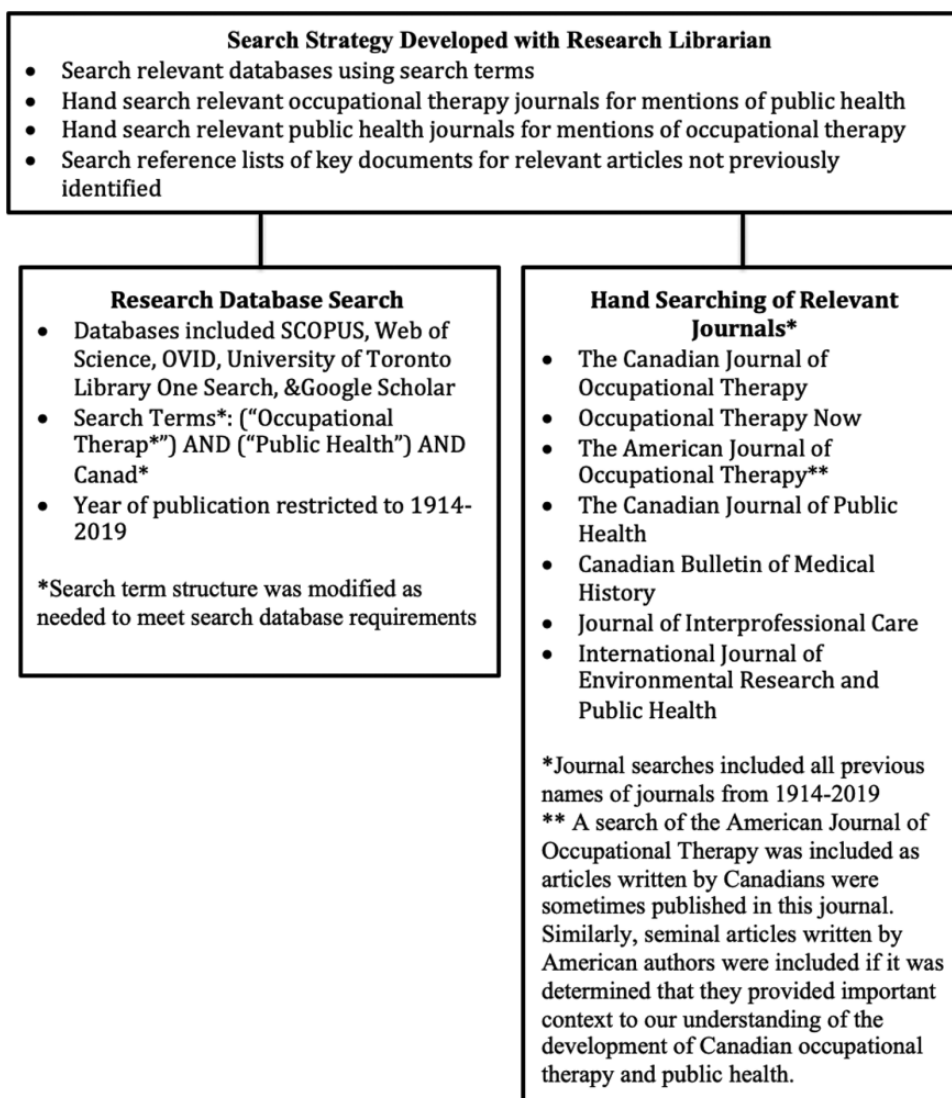 Search Strategy Developed with Research Librarian
• Search relevant databases using search terms
• Hand search relevant occupational therapy journals for mentions of public health
• Hand search relevant public health journals for mentions of occupational therapy
• Search reference lists of key documents for relevant articles not previously
identified
Research Database Search
• Databases included SCOPUS, Web of
Science, OVID, University of Toronto
Library One Search, &Google Scholar
• Search Terms*: (“Occupational
Therap*”) AND (“Public Health”) AND
Canad*
• Year of publication restricted to 1914-
2019
*Search term structure was modified as
needed to meet search database requirements
Hand Searching of Relevant
Journals*
• The Canadian Journal of
Occupational Therapy
• Occupational Therapy Now
• The American Journal of
Occupational Therapy**
• The Canadian Journal of Public
Health
• Canadian Bulletin of Medical
History
• Journal of Interprofessional Care
• International Journal of
Environmental Research and
Public Health
*Journal searches included all previous
names of journals from 1914-2019
** A search of the American Journal of
Occupational Therapy was included as
articles written by Canadians were
sometimes published in this journal.
Similarly, seminal articles written by
American authors were included if it was
determined that they provided important
context to our understanding of the
development of Canadian occupational
therapy and public health.